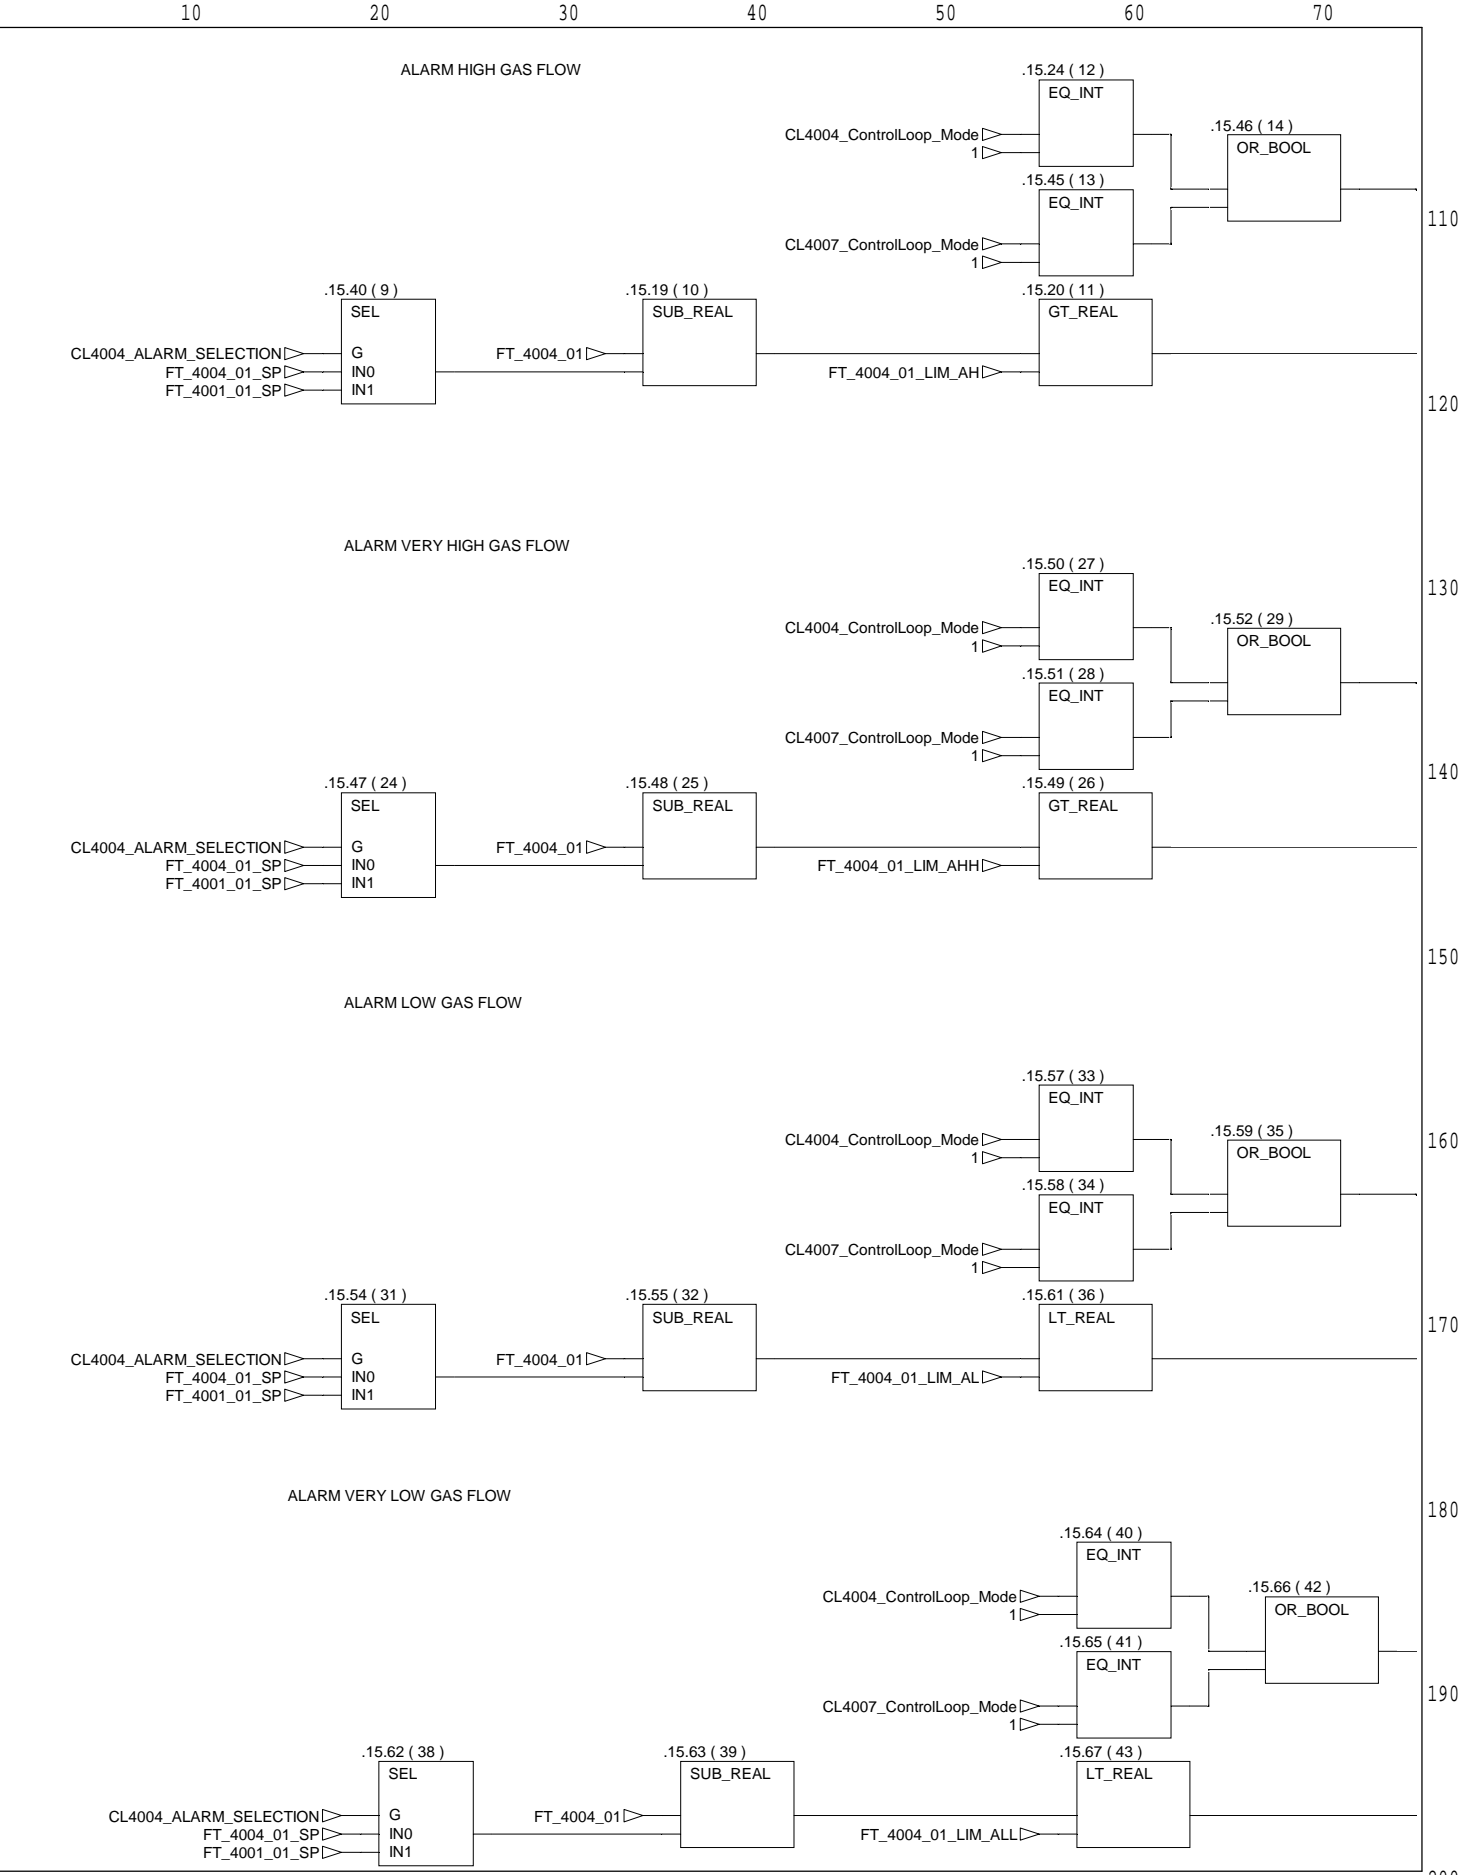 10 20 30 40 50 60 70
ALARM HIGH GAS FLOW
.15.24 ( 12 )
EQ_INT
CL4004_ControlLoop_Mode
1
.15.46 ( 14 )
OR_BOOL
.15.45 ( 13 )
EQ_INT
CL4007_ControlLoop_Mode
1
110
.15.40 ( 9 )
SEL
CL4004_ALARM_SELECTION G
FT_4004_01_SP IN0
FT_4001_01_SP IN1
.15.19 ( 10 )
SUB_REAL
FT_4004_01
.15.20 ( 11 )
GT_REAL
FT_4004_01_LIM_AH
120
ALARM VERY HIGH GAS FLOW
.15.50 ( 27 )
EQ_INT
130
CL4004_ControlLoop_Mode
1
.15.52 ( 29 )
OR_BOOL
.15.51 ( 28 )
EQ_INT
CL4007_ControlLoop_Mode
1
140
.15.47 ( 24 )
SEL
CL4004_ALARM_SELECTION G
FT_4004_01_SP IN0
FT_4001_01_SP IN1
.15.48 ( 25 )
SUB_REAL
FT_4004_01
.15.49 ( 26 )
GT_REAL
FT_4004_01_LIM_AHH
150
ALARM LOW GAS FLOW
.15.57 ( 33 )
EQ_INT
CL4004_ControlLoop_Mode
1
.15.59 ( 35 )
OR_BOOL
160
.15.58 ( 34 )
EQ_INT
CL4007_ControlLoop_Mode
1
.15.54 ( 31 )
SEL
CL4004_ALARM_SELECTION G
FT_4004_01_SP IN0
FT_4001_01_SP IN1
.15.55 ( 32 )
SUB_REAL
FT_4004_01
.15.61 ( 36 )
LT_REAL
FT_4004_01_LIM_AL
170
ALARM VERY LOW GAS FLOW
180
.15.64 ( 40 )
EQ_INT
CL4004_ControlLoop_Mode
1
.15.66 ( 42 )
OR_BOOL
.15.65 ( 41 )
EQ_INT
CL4007_ControlLoop_Mode
1
190
.15.62 ( 38 )
SEL
CL4004_ALARM_SELECTION G
FT_4004_01_SP IN0
FT_4001_01_SP IN1
.15.63 ( 39 )
SUB_REAL
FT_4004_01
.15.67 ( 43 )
LT_REAL
FT_4004_01_LIM_ALL